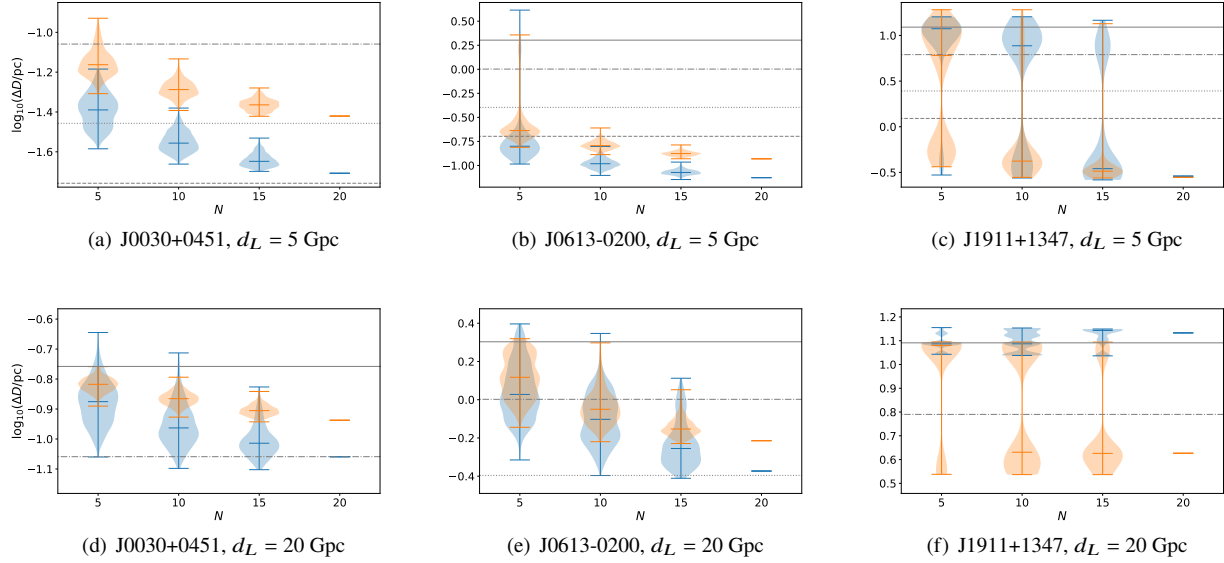 log₁₀(ΔD/pc)
−1.0
−1.2
−1.4
−1.6
5 10 15 20
N
(a) J0030+0451, d_L = 5 Gpc
0.50
0.25
0.00
−0.25
−0.50
−0.75
−1.00
5 10 15 20
N
(b) J0613-0200, d_L = 5 Gpc
1.0
0.5
0.0
−0.5
5 10 15 20
N
(c) J1911+1347, d_L = 5 Gpc
log₁₀(ΔD/pc)
−0.6
−0.7
−0.8
−0.9
−1.0
−1.1
5 10 15 20
N
(d) J0030+0451, d_L = 20 Gpc
0.4
0.2
0.0
−0.2
−0.4
5 10 15 20
N
(e) J0613-0200, d_L = 20 Gpc
1.2
1.1
1.0
0.9
0.8
0.7
0.6
0.5
5 10 15 20
N
(f) J1911+1347, d_L = 20 Gpc